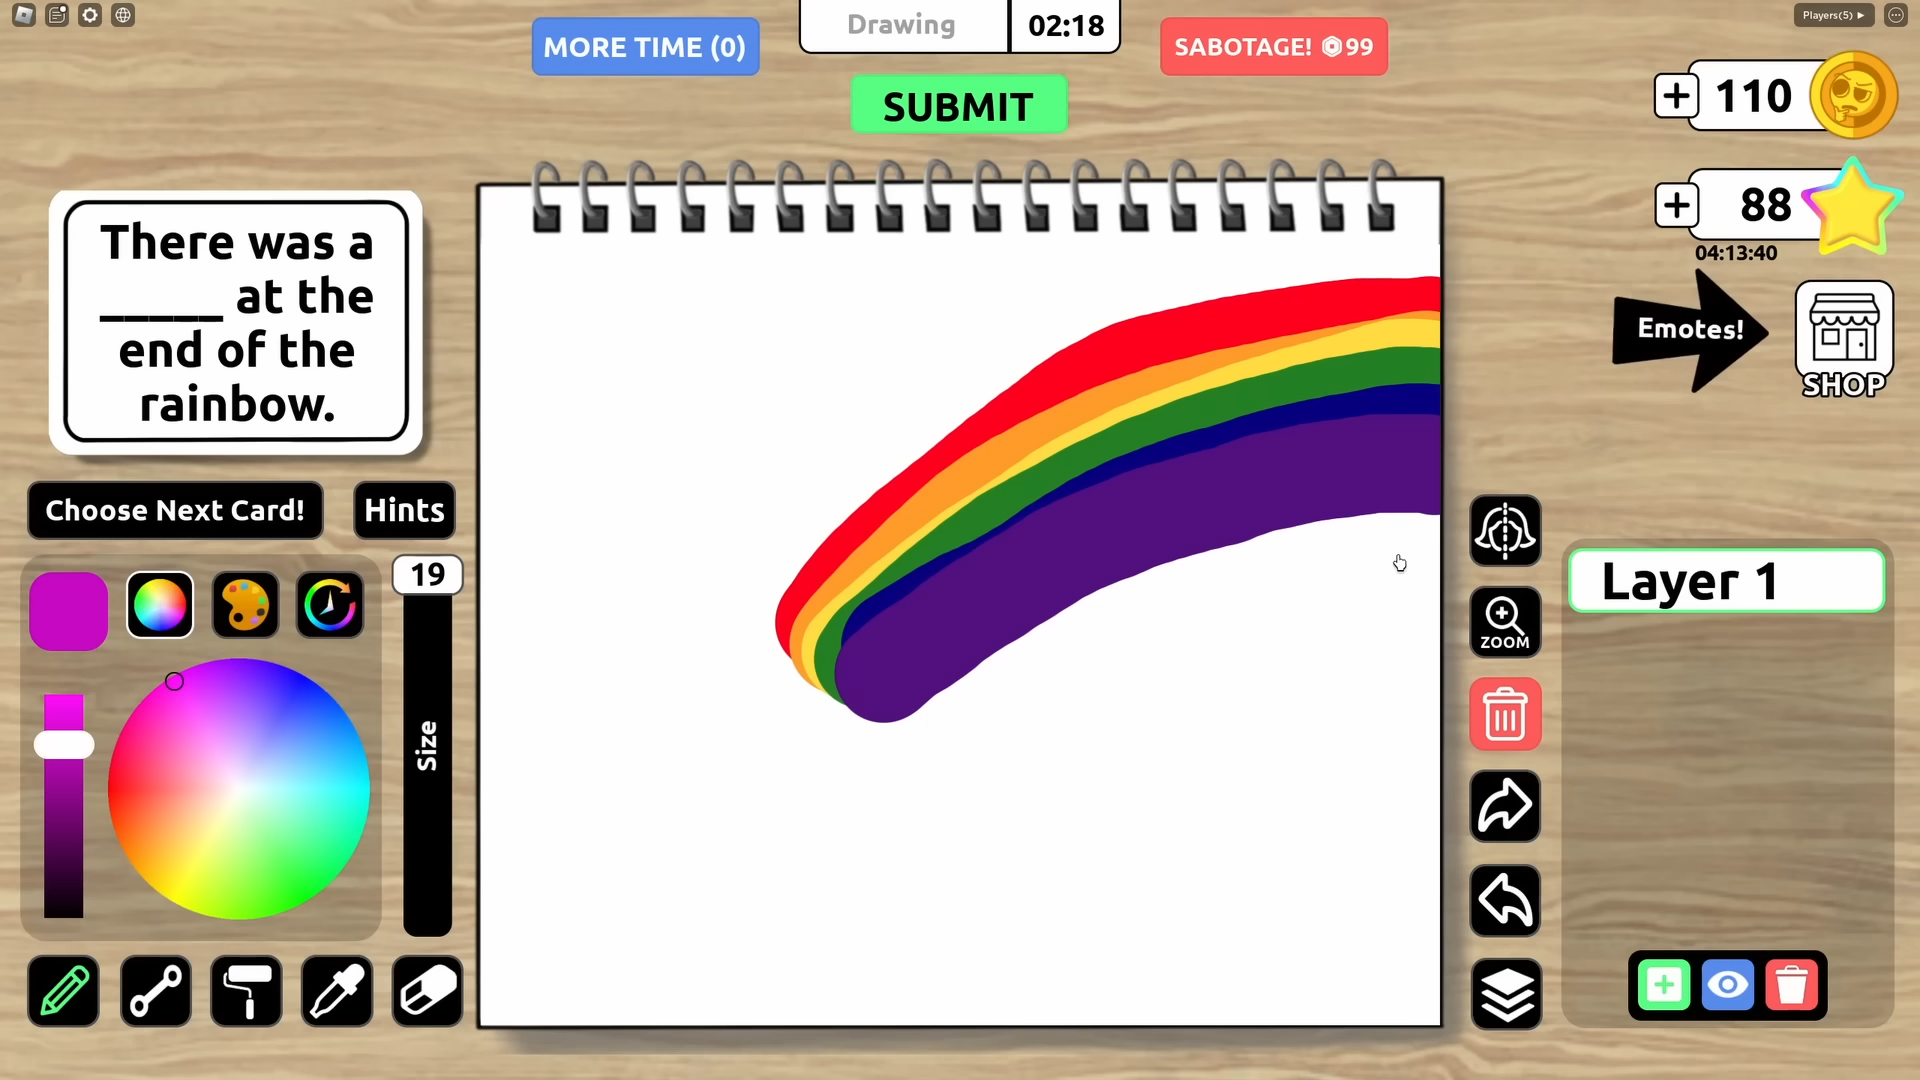 Players(5) ▶
MORE TIME (0)
Drawing
02:18
SABOTAGE! 99
SUBMIT
110
88
04:13:40
Emotes!
SHOP
There was a
_____ at the
end of the
rainbow.
Choose Next Card!
Hints
19
Size
ZOOM
Layer 1